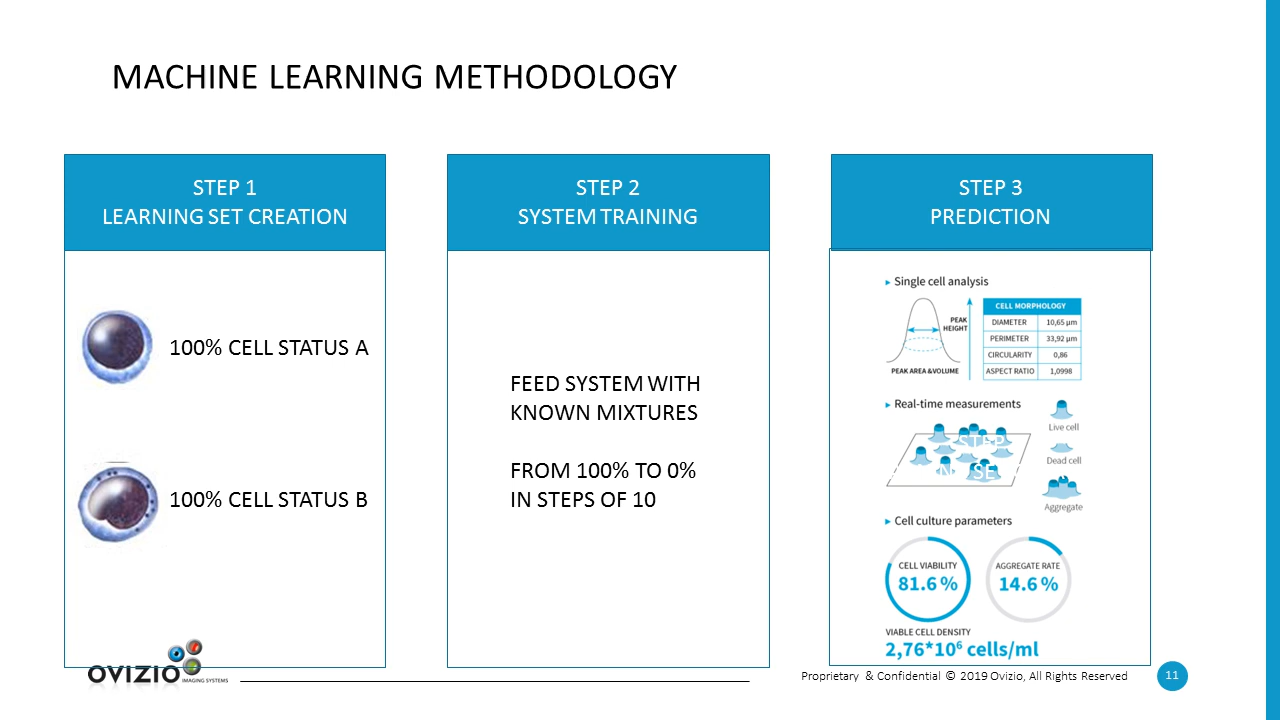 MACHINE LEARNING METHODOLOGY
STEP 1
LEARNING SET CREATION
100% CELL STATUS A
100% CELL STATUS B
STEP 2
SYSTEM TRAINING
FEED SYSTEM WITH
KNOWN MIXTURES
FROM 100% TO 0%
IN STEPS OF 10
STEP 3
PREDICTION
▸ Single cell analysis
PEAK
HEIGHT
PEAK AREA &VOLUME
CELL MORPHOLOGY
DIAMETER 10,65 µm
PERIMETER 33,92 µm
CIRCULARITY 0,86
ASPECT RATIO 1,0998
▸ Real-time measurements
STEP
SE
Live cell
Dead cell
Aggregate
▸ Cell culture parameters
CELL VIABILITY
81.6 %
AGGREGATE RATE
14.6 %
VIABLE CELL DENSITY
2,76*10⁶ cells/ml
OVIZIO
IMAGING SYSTEMS
Proprietary & Confidential © 2019 Ovizio, All Rights Reserved
11